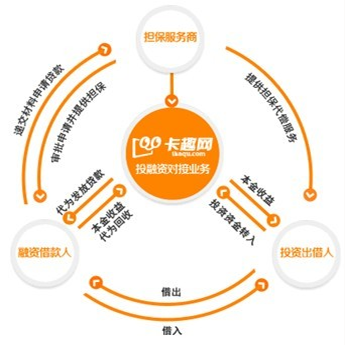 担保服务商
递交材料申请贷款
审批申请并提供担保
提供担保代偿服务
卡趣网
tkaqu.com
投融资对接业务
代为发放贷款
本金收益
代为回收
本金收益
投资资金转入
融资借款人
投资出借人
借出
借入